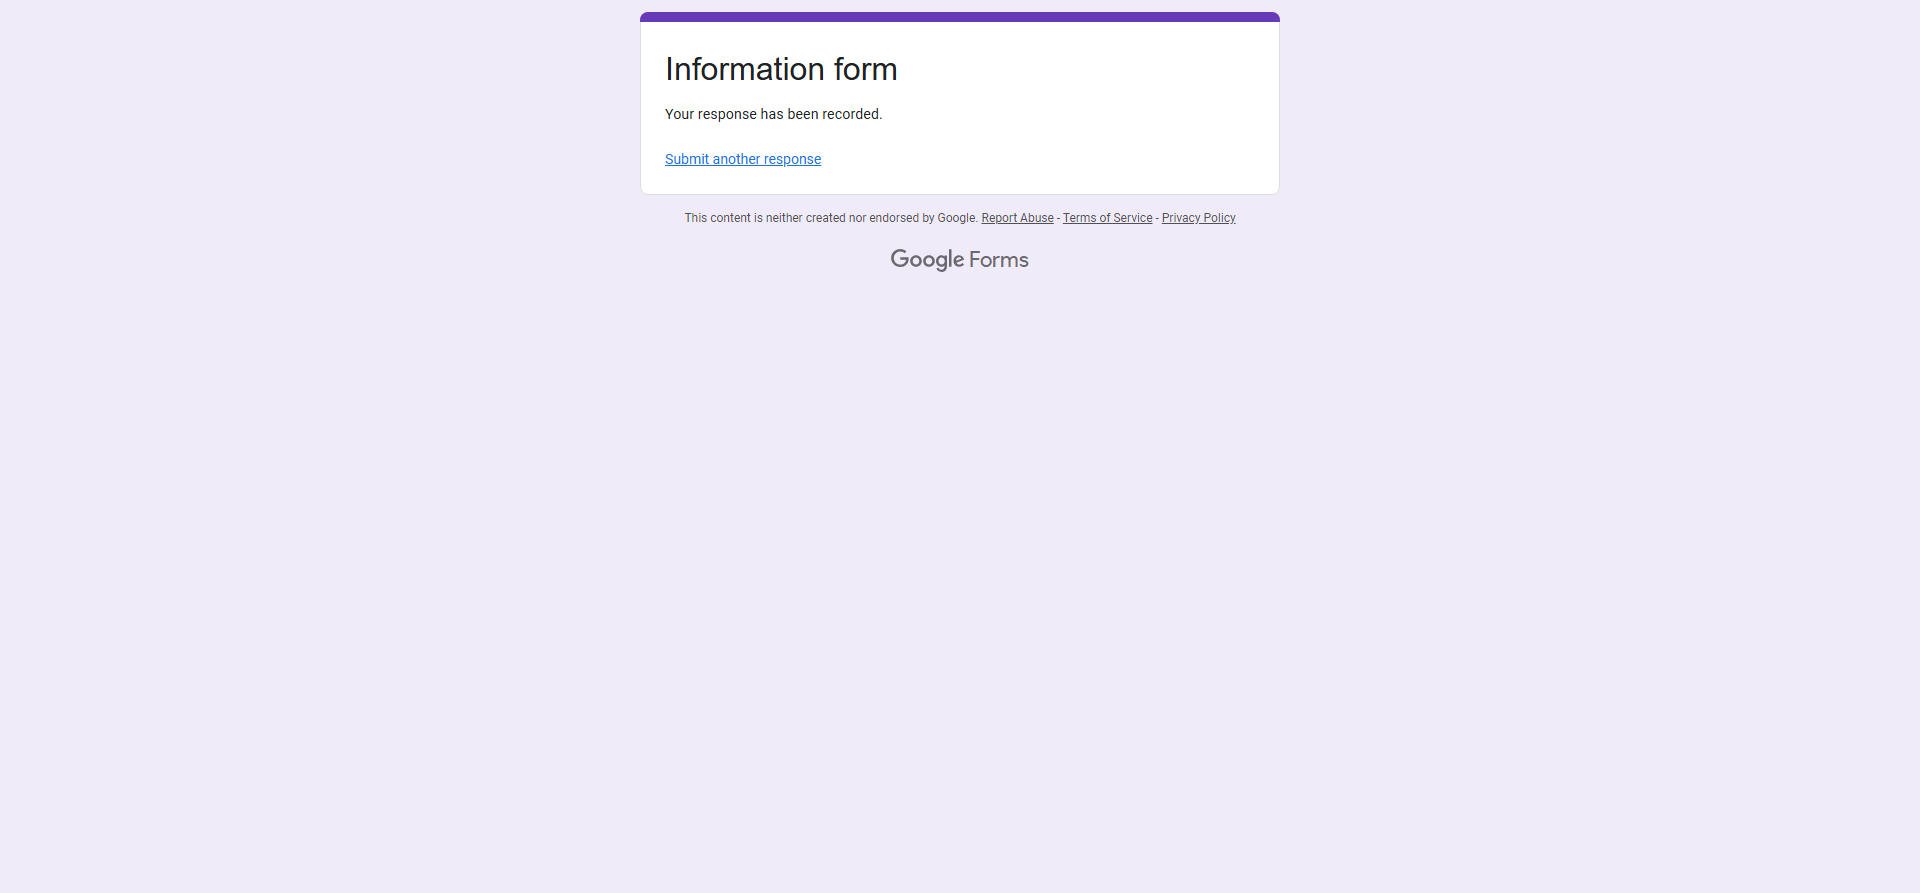 Information form
Your response has been recorded.
Submit another response
This content is neither created nor endorsed by Google. Report Abuse - Terms of Service - Privacy Policy
Google Forms